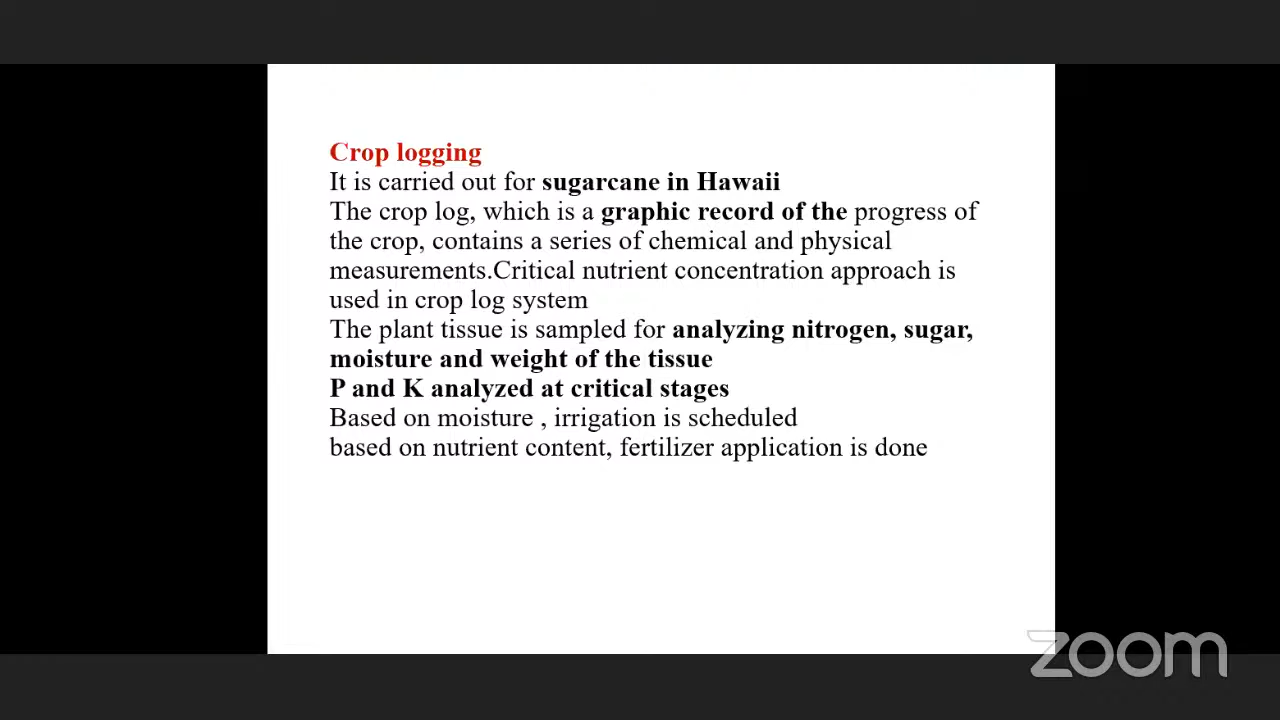 Crop logging
It is carried out for sugarcane in Hawaii
The crop log, which is a graphic record of the progress of
the crop, contains a series of chemical and physical
measurements.Critical nutrient concentration approach is
used in crop log system
The plant tissue is sampled for analyzing nitrogen, sugar,
moisture and weight of the tissue
P and K analyzed at critical stages
Based on moisture , irrigation is scheduled
based on nutrient content, fertilizer application is done
zoom